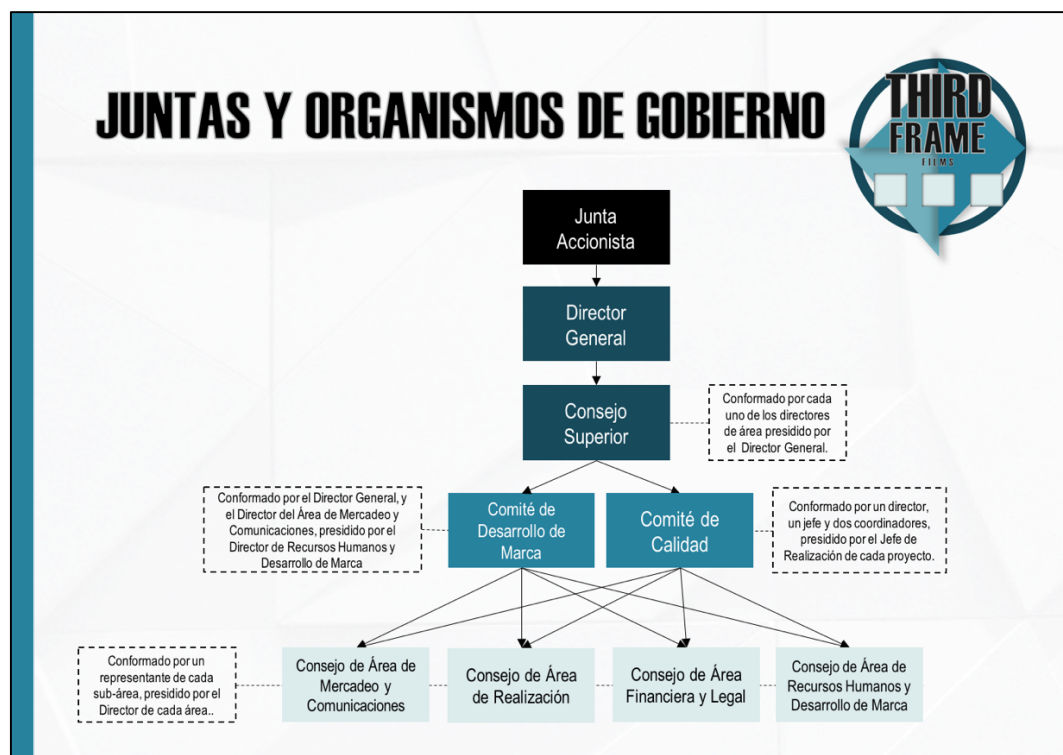 JUNTAS Y ORGANISMOS DE GOBIERNO
THIRD
FRAME
FILMS
Junta
Accionista
Director
General
Consejo
Superior
Conformado por cada
uno de los directores
de área presidido por
el Director General.
Conformado por el Director General, y
el Director del Área de Mercadeo y
Comunicaciones, presidido por el
Director de Recursos Humanos y
Desarrollo de Marca
Comité de
Desarrollo de
Marca
Comité de
Calidad
Conformado por un director,
un jefe y dos coordinadores,
presidido por el Jefe de
Realización de cada proyecto.
Conformado por un
representante de cada
sub-área, presidido por el
Director de cada área..
Consejo de Área de
Mercadeo y
Comunicaciones
Consejo de Área
de Realización
Consejo de Área
Financiera y Legal
Consejo de Área de
Recursos Humanos y
Desarrollo de Marca